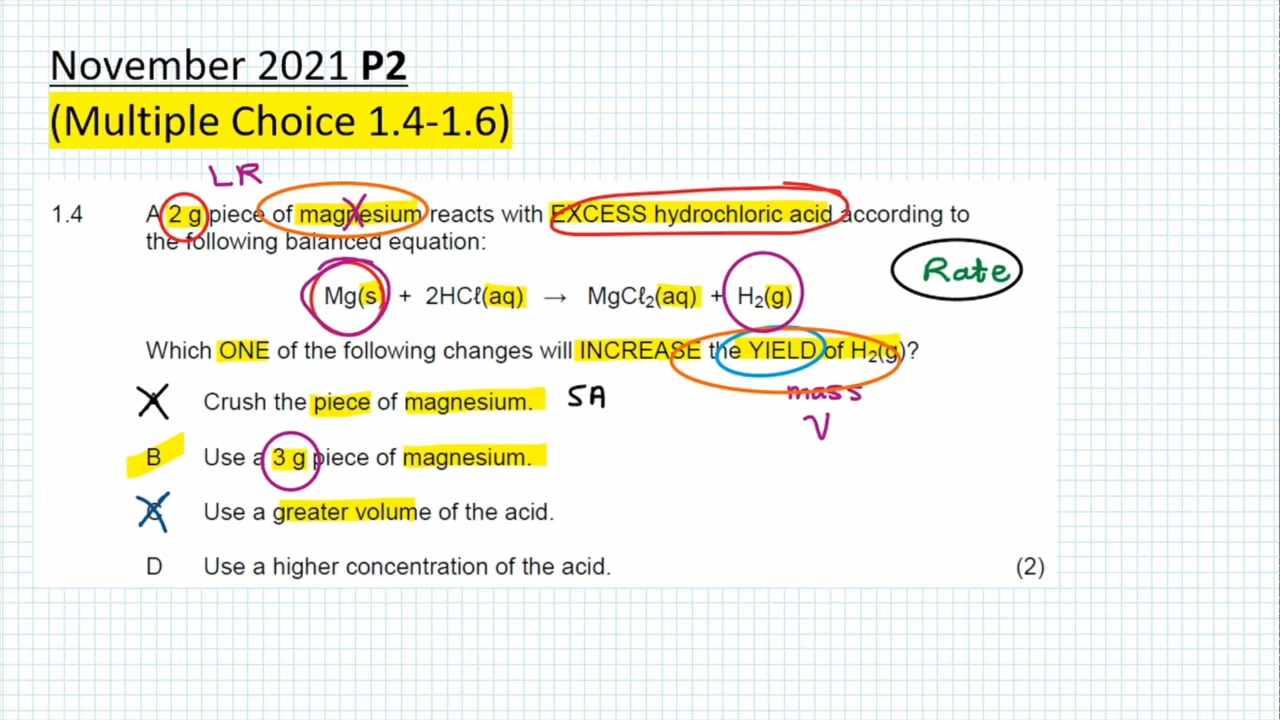 November 2021 P2
(Multiple Choice 1.4-1.6)
LR
1.4 A 2 g piece of magnesium reacts with EXCESS hydrochloric acid according to
the following balanced equation:
Rate
Mg(s) + 2HCℓ(aq) → MgCℓ₂(aq) + H₂(g)
Which ONE of the following changes will INCREASE the YIELD of H₂(g)?
A Crush the piece of magnesium. SA
mass
V
B Use a 3 g piece of magnesium.
C Use a greater volume of the acid.
D Use a higher concentration of the acid. (2)